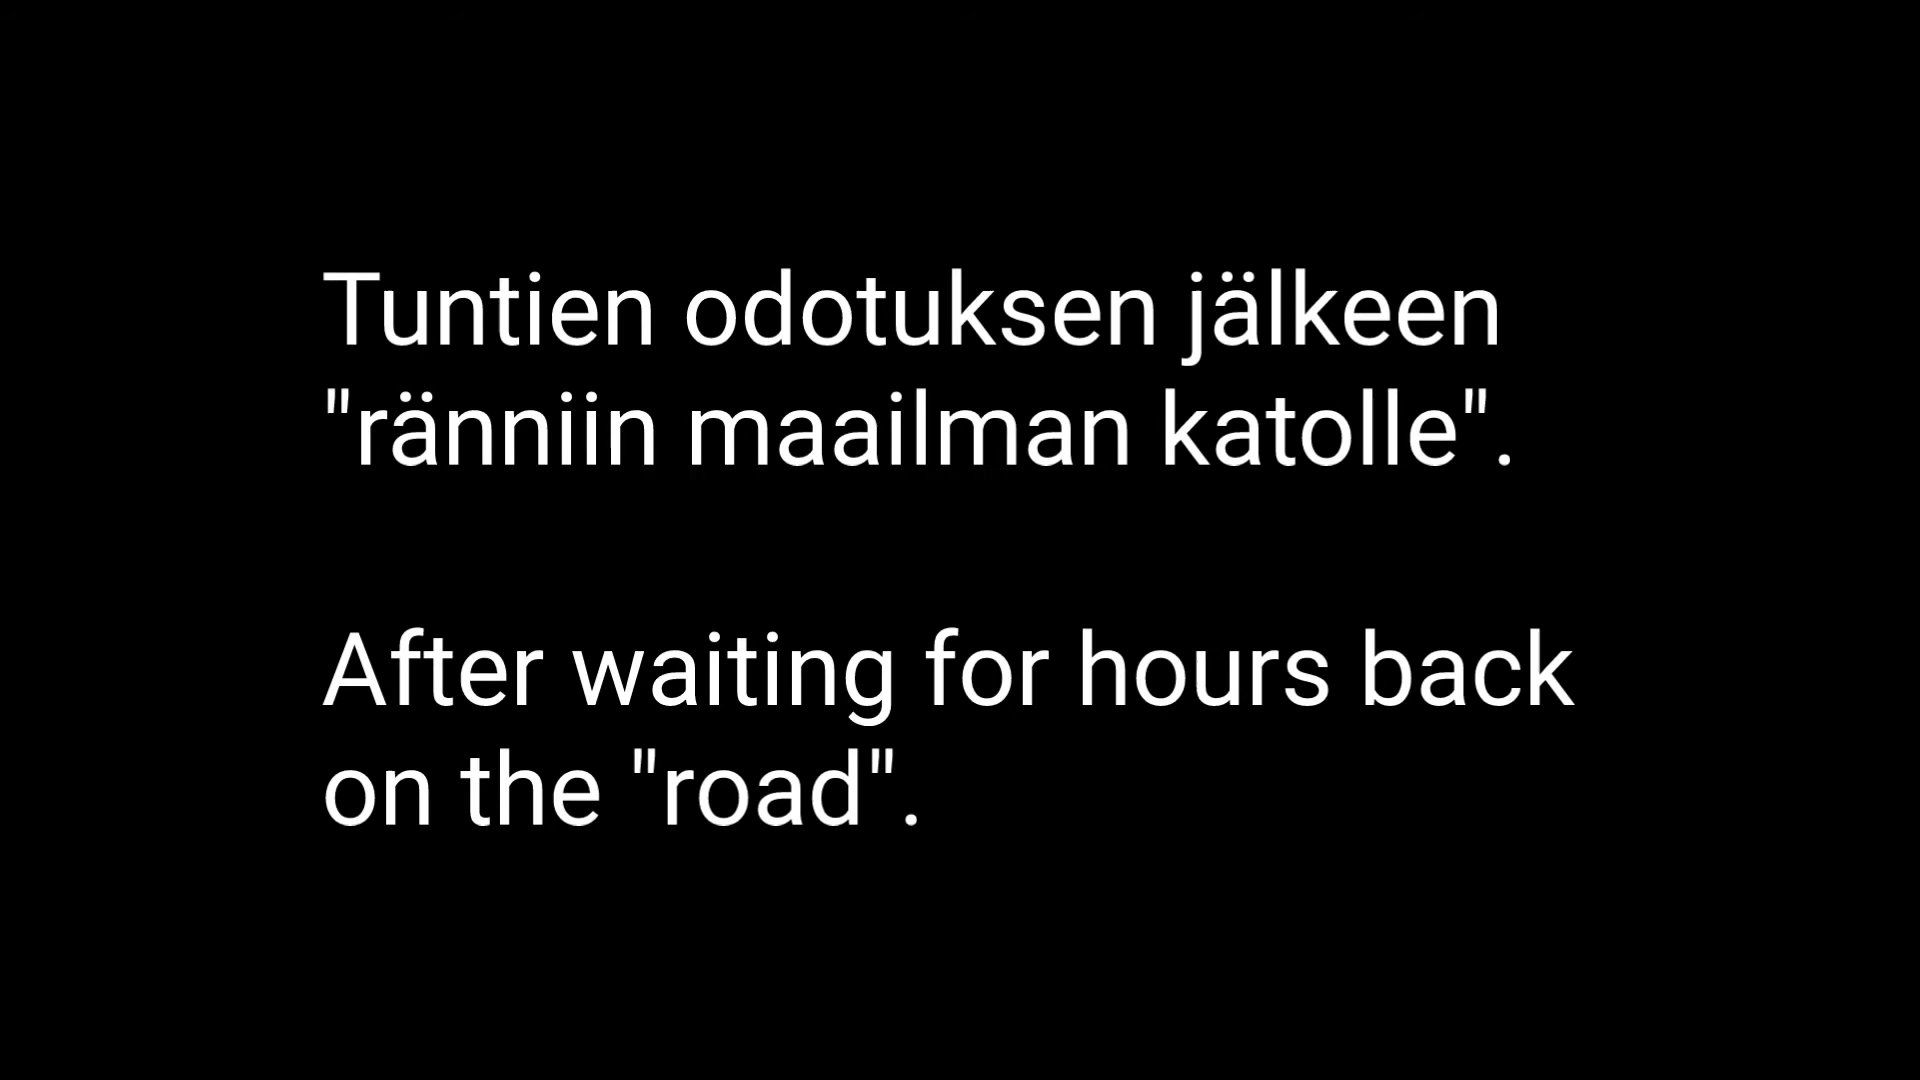 Tuntien odotuksen jälkeen
"ränniin maailman katolle".
After waiting for hours back
on the "road".